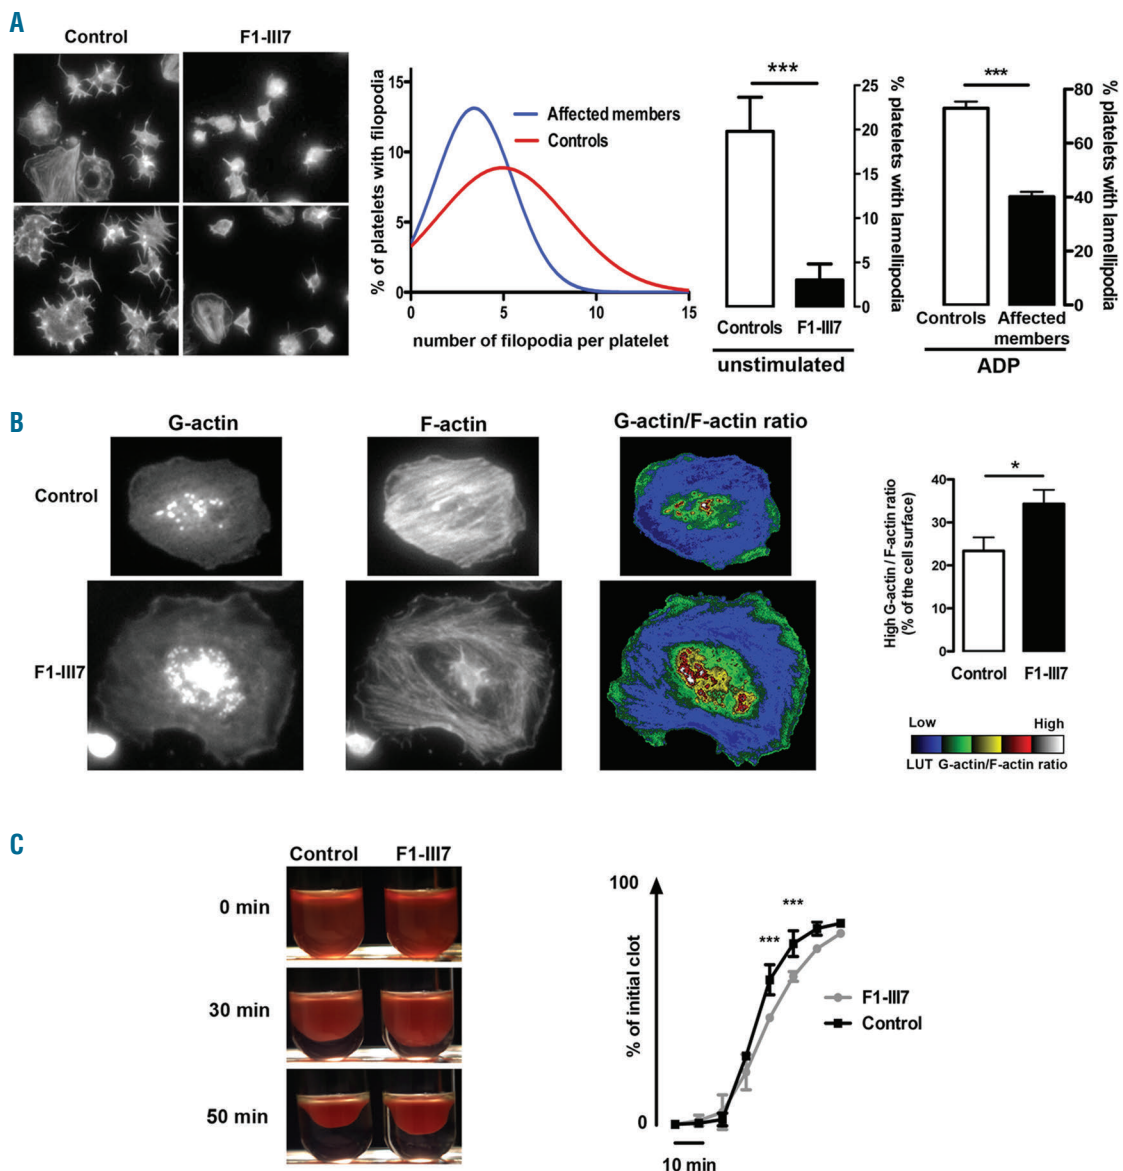 A
Control
F1-III7
% of platelets with filopodia
15
10
5
0
0
5
10
15
number of filopodia per platelet
Affected members
Controls
***
% platelets with lamellipodia
25
20
15
10
5
0
Controls
F1-III7
unstimulated
***
% platelets with lamellipodia
80
60
40
20
0
Controls
Affected
members
ADP
B
G-actin
F-actin
G-actin/F-actin ratio
Control
F1-III7
High G-actin / F-actin ratio
(% of the cell surface)
40
30
20
10
0
*
Control
F1-III7
Low
High
LUT G-actin/F-actin ratio
C
Control
F1-III7
0 min
30 min
50 min
% of initial clot
100
0
***
***
F1-III7
Control
10 min